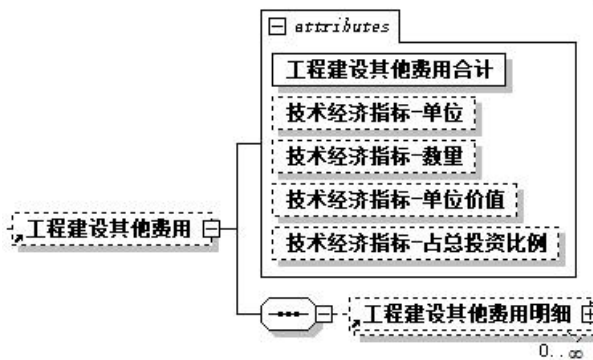 attributes
工程建设其他费用合计
技术经济指标-单位
技术经济指标-数量
技术经济指标-单位价值
技术经济指标-占总投资比例
工程建设其他费用
工程建设其他费用明细
0..∞